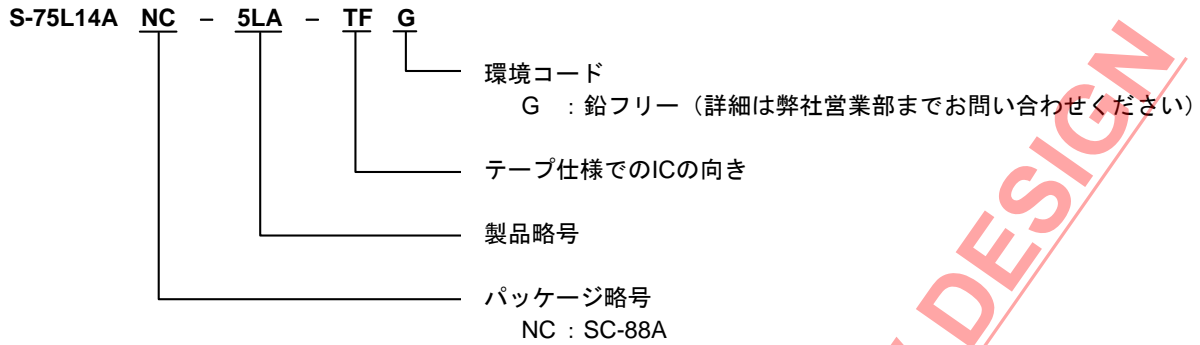 S-75L14A NC – 5LA – TF G
環境コード
G : 鉛フリー（詳細は弊社営業部までお問い合わせください）
テープ仕様でのICの向き
製品略号
パッケージ略号
NC : SC-88A
DESIGN